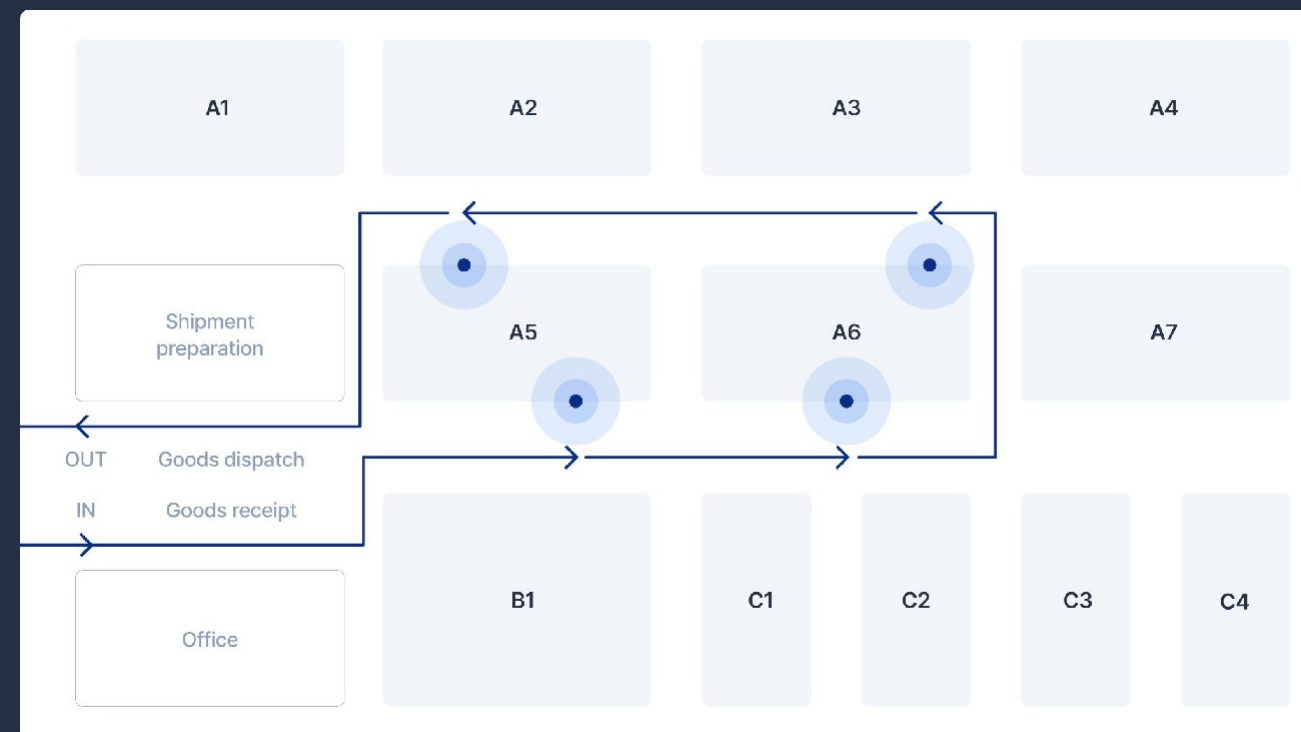 A1
A2
A3
A4
Shipment
preparation
A5
A6
A7
OUT
Goods dispatch
IN
Goods receipt
B1
C1
C2
C3
C4
Office